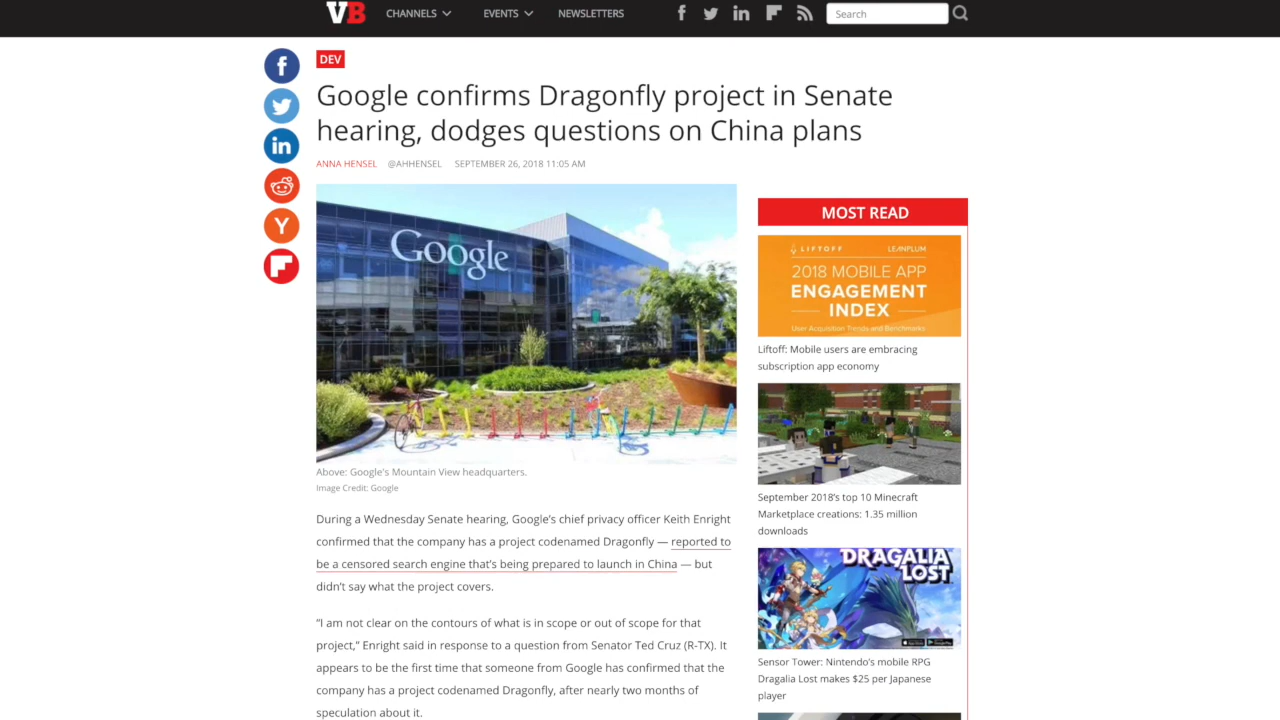 VB
CHANNELS
EVENTS
NEWSLETTERS
Search
DEV
Google confirms Dragonfly project in Senate
hearing, dodges questions on China plans
ANNA HENSEL @AHHENSEL SEPTEMBER 26, 2018 11:05 AM
Google
Above: Google's Mountain View headquarters.
Image Credit: Google
During a Wednesday Senate hearing, Google's chief privacy officer Keith Enright
confirmed that the company has a project codenamed Dragonfly — reported to
be a censored search engine that's being prepared to launch in China — but
didn't say what the project covers.
"I am not clear on the contours of what is in scope or out of scope for that
project," Enright said in response to a question from Senator Ted Cruz (R-TX). It
appears to be the first time that someone from Google has confirmed that the
company has a project codenamed Dragonfly, after nearly two months of
speculation about it.
MOST READ
LIFTOFF LEANPLUM
2018 MOBILE APP
ENGAGEMENT
INDEX
User Acquisition Trends and Benchmarks
Liftoff: Mobile users are embracing
subscription app economy
September 2018's top 10 Minecraft
Marketplace creations: 1.35 million
downloads
DRAGALIA
LOST
Sensor Tower: Nintendo's mobile RPG
Dragalia Lost makes $25 per Japanese
player